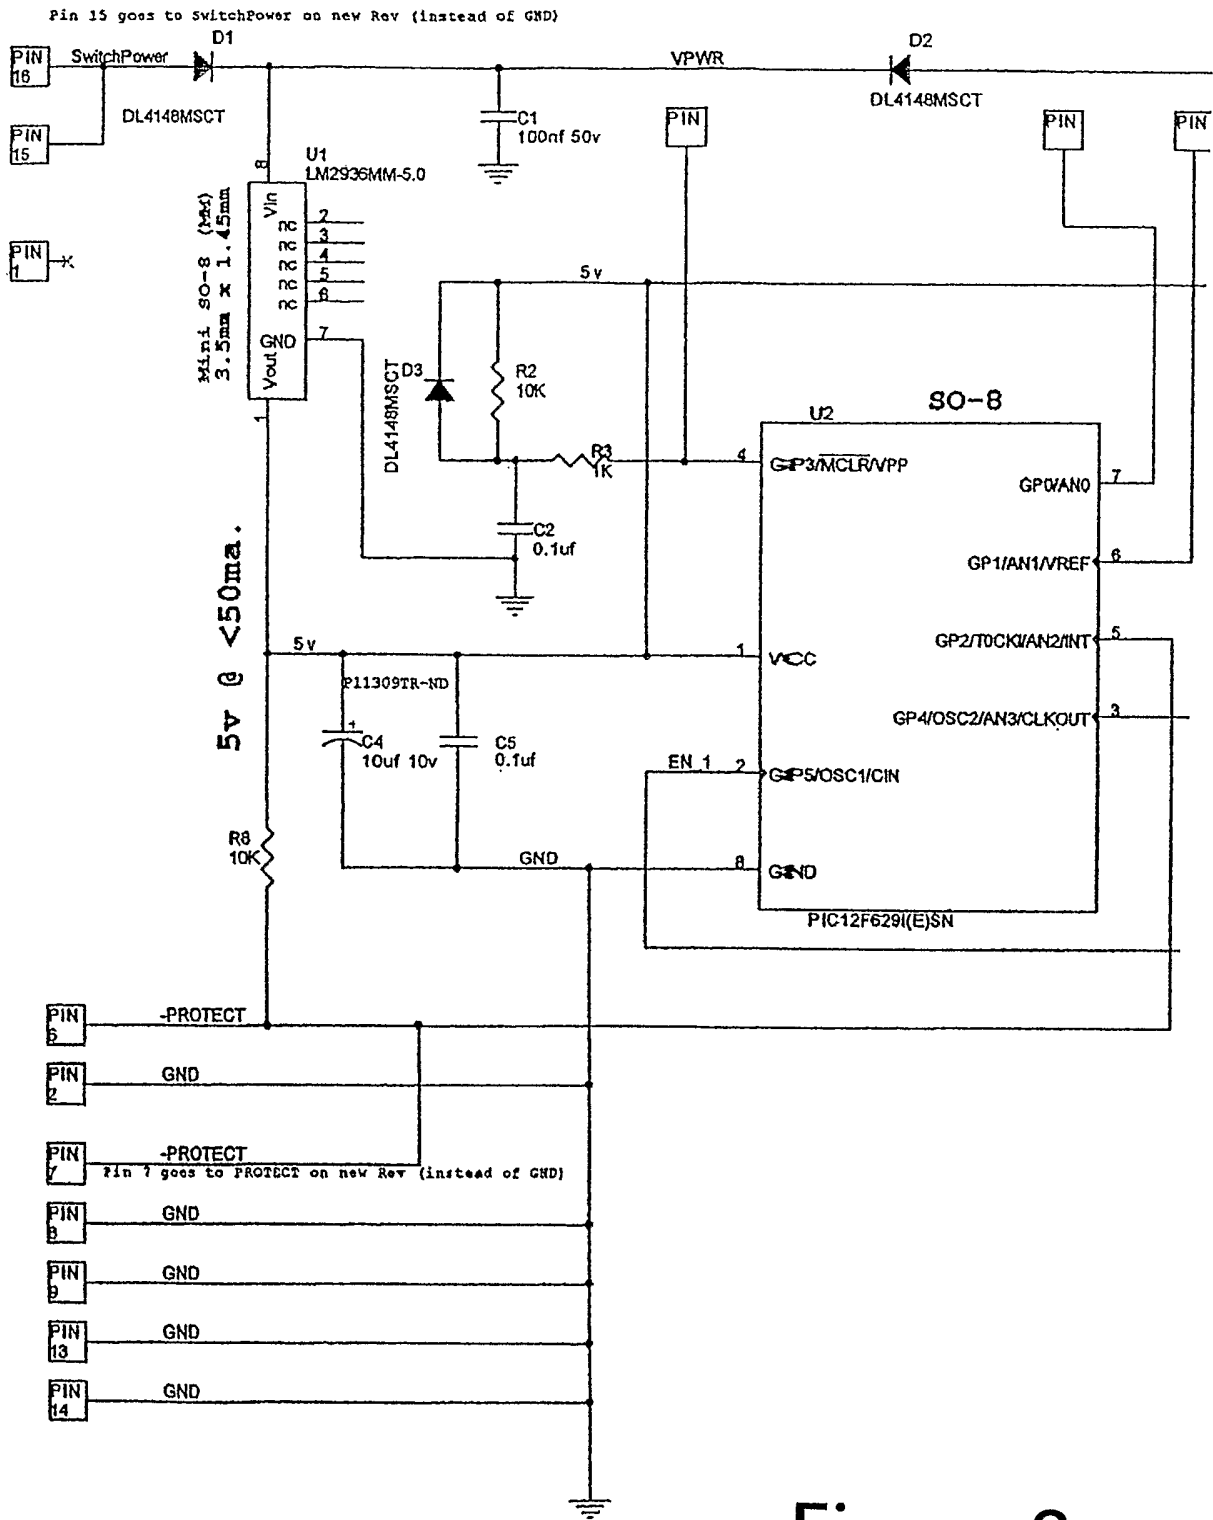 Pin 15 goes to SwitchPower on new Rev (instead of GND)
D1
D2
PIN 16
SwitchPower
VPWR
DL4148MSCT
DL4148MSCT
C1
100nf 50v
PIN
PIN
PIN
PIN 15
U1
LM2936MM-5.0
8
Vin
nc 2
nc 3
nc 4
nc 5
nc 6
GND 7
Vout
1
Mini SO-8 (MM)
3.5mm x 1.45mm
PIN 1
5v
D3
DL4148MSCT
R2
10K
SO-8
U2
R3
1K
4 GP3/MCLR/VPP
GP0/AN0 7
C2
0.1uf
GP1/AN1/VREF 6
5v @ <50ma.
GP2/T0CKI/AN2/INT 5
5v
1 VCC
P11309TR-ND
GP4/OSC2/AN3/CLKOUT 3
+
C4
10uf 10v
C5
0.1uf
EN 1 2 GP5/OSC1/CIN
R8
10K
GND 8 GND
PIC12F629I(E)SN
PIN 6 -PROTECT
PIN 2 GND
PIN 7 -PROTECT
Pin 7 goes to PROTECT on new Rev (instead of GND)
PIN 8 GND
PIN 9 GND
PIN 13 GND
PIN 14 GND